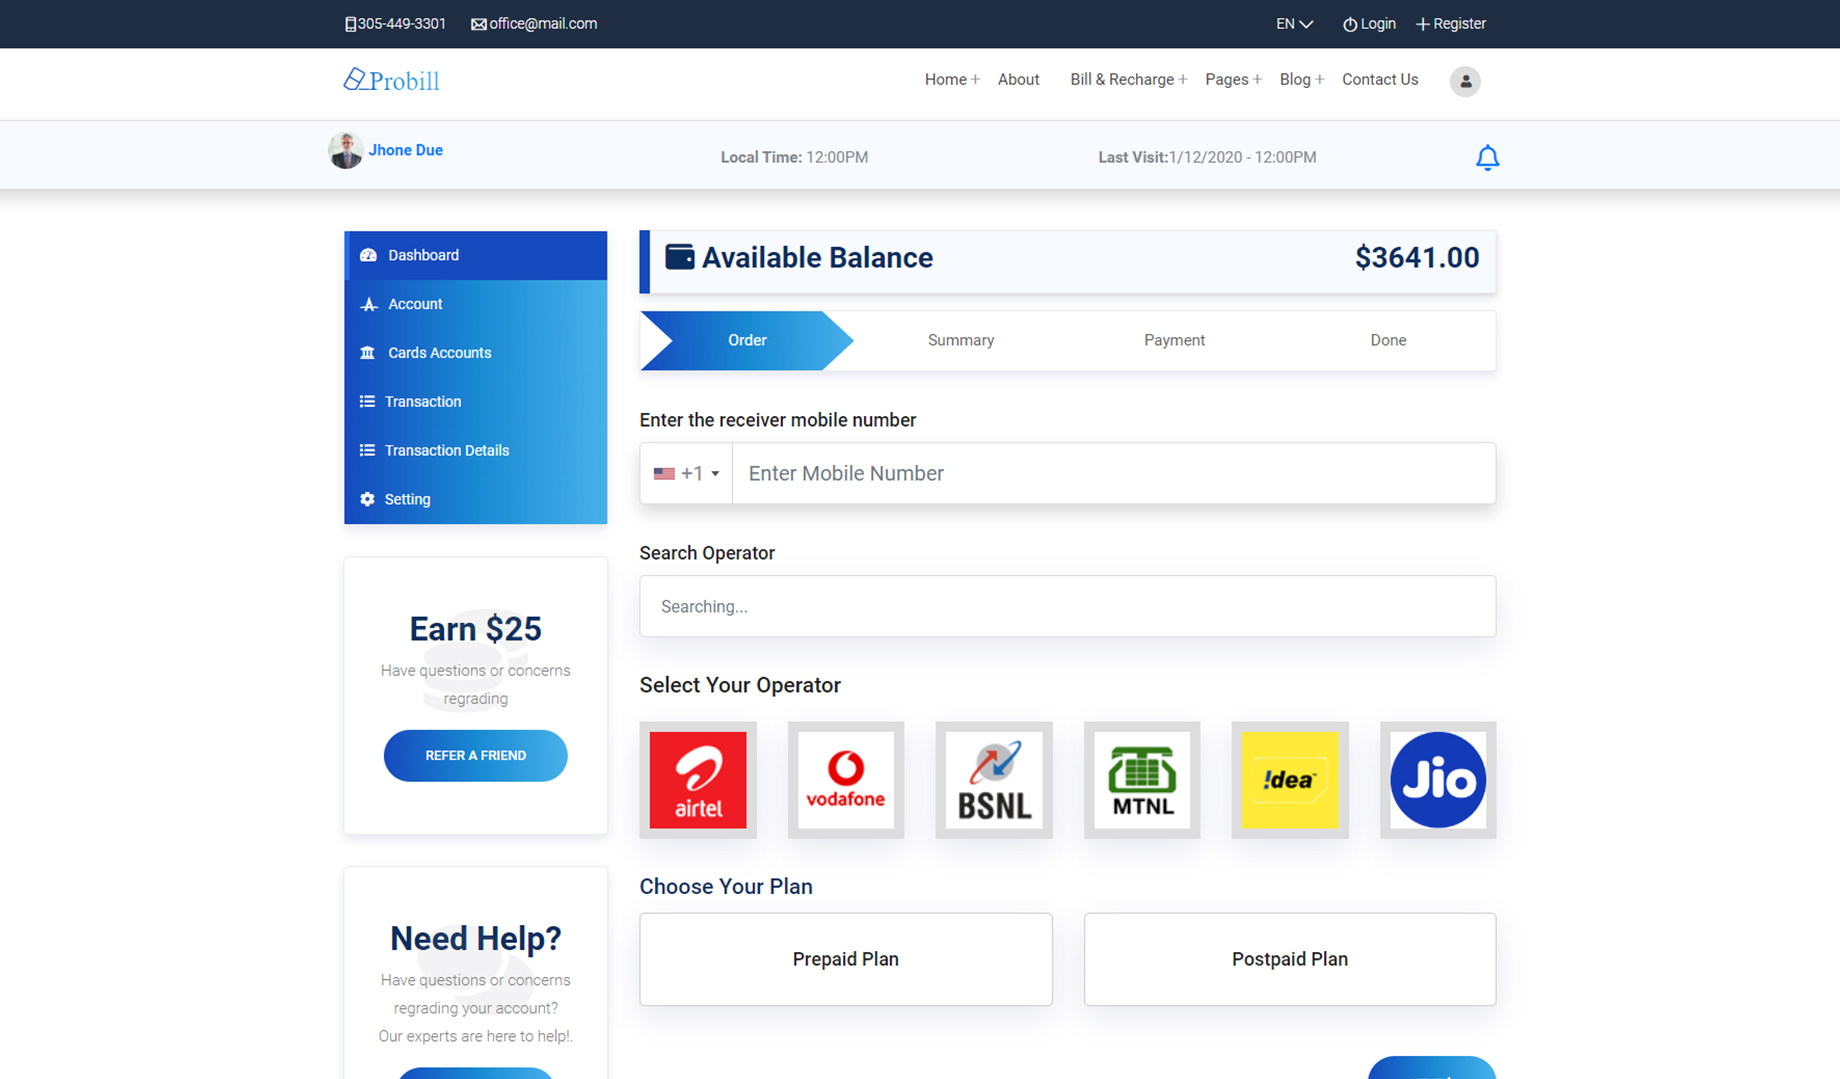 305-449-3301 office@mail.com EN Login Register
Probill Home + About Bill & Recharge + Pages + Blog + Contact Us
Jhone Due Local Time: 12:00PM Last Visit:1/12/2020 - 12:00PM
Dashboard
Account
Cards Accounts
Transaction
Transaction Details
Setting
Earn $25
Have questions or concerns
regrading
REFER A FRIEND
Need Help?
Have questions or concerns
regrading your account?
Our experts are here to help!.
Available Balance $3641.00
Order Summary Payment Done
Enter the receiver mobile number
+1 Enter Mobile Number
Search Operator
Searching...
Select Your Operator
airtel
vodafone
BSNL
MTNL
!dea
Jio
Choose Your Plan
Prepaid Plan Postpaid Plan